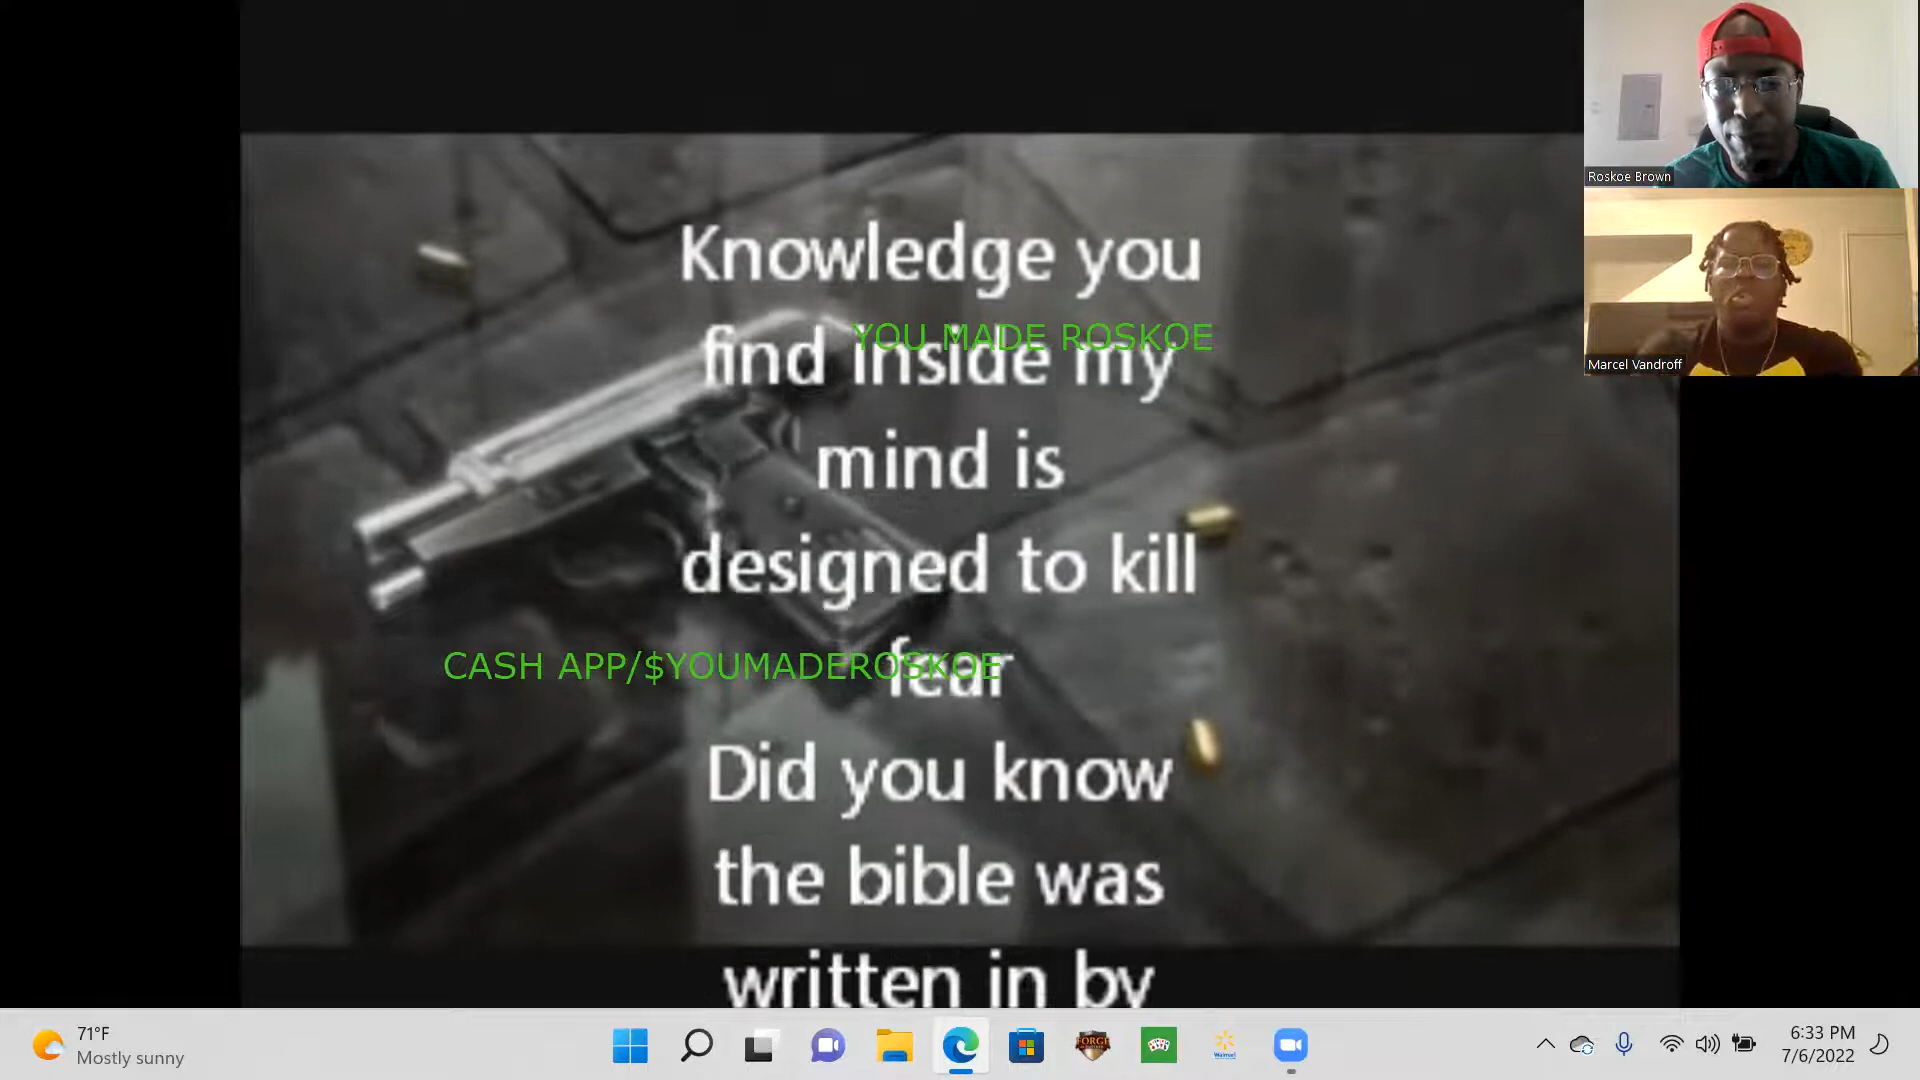 Roskoe Brown
Marcel Vandroff
Knowledge you
find inside my
mind is
designed to kill
fear
Did you know
the bible was
written in by
YOU MADE ROSKOE
CASH APP/$YOUMADEROSKOE
71°F
Mostly sunny
FORGE
Walmart
6:33 PM
7/6/2022